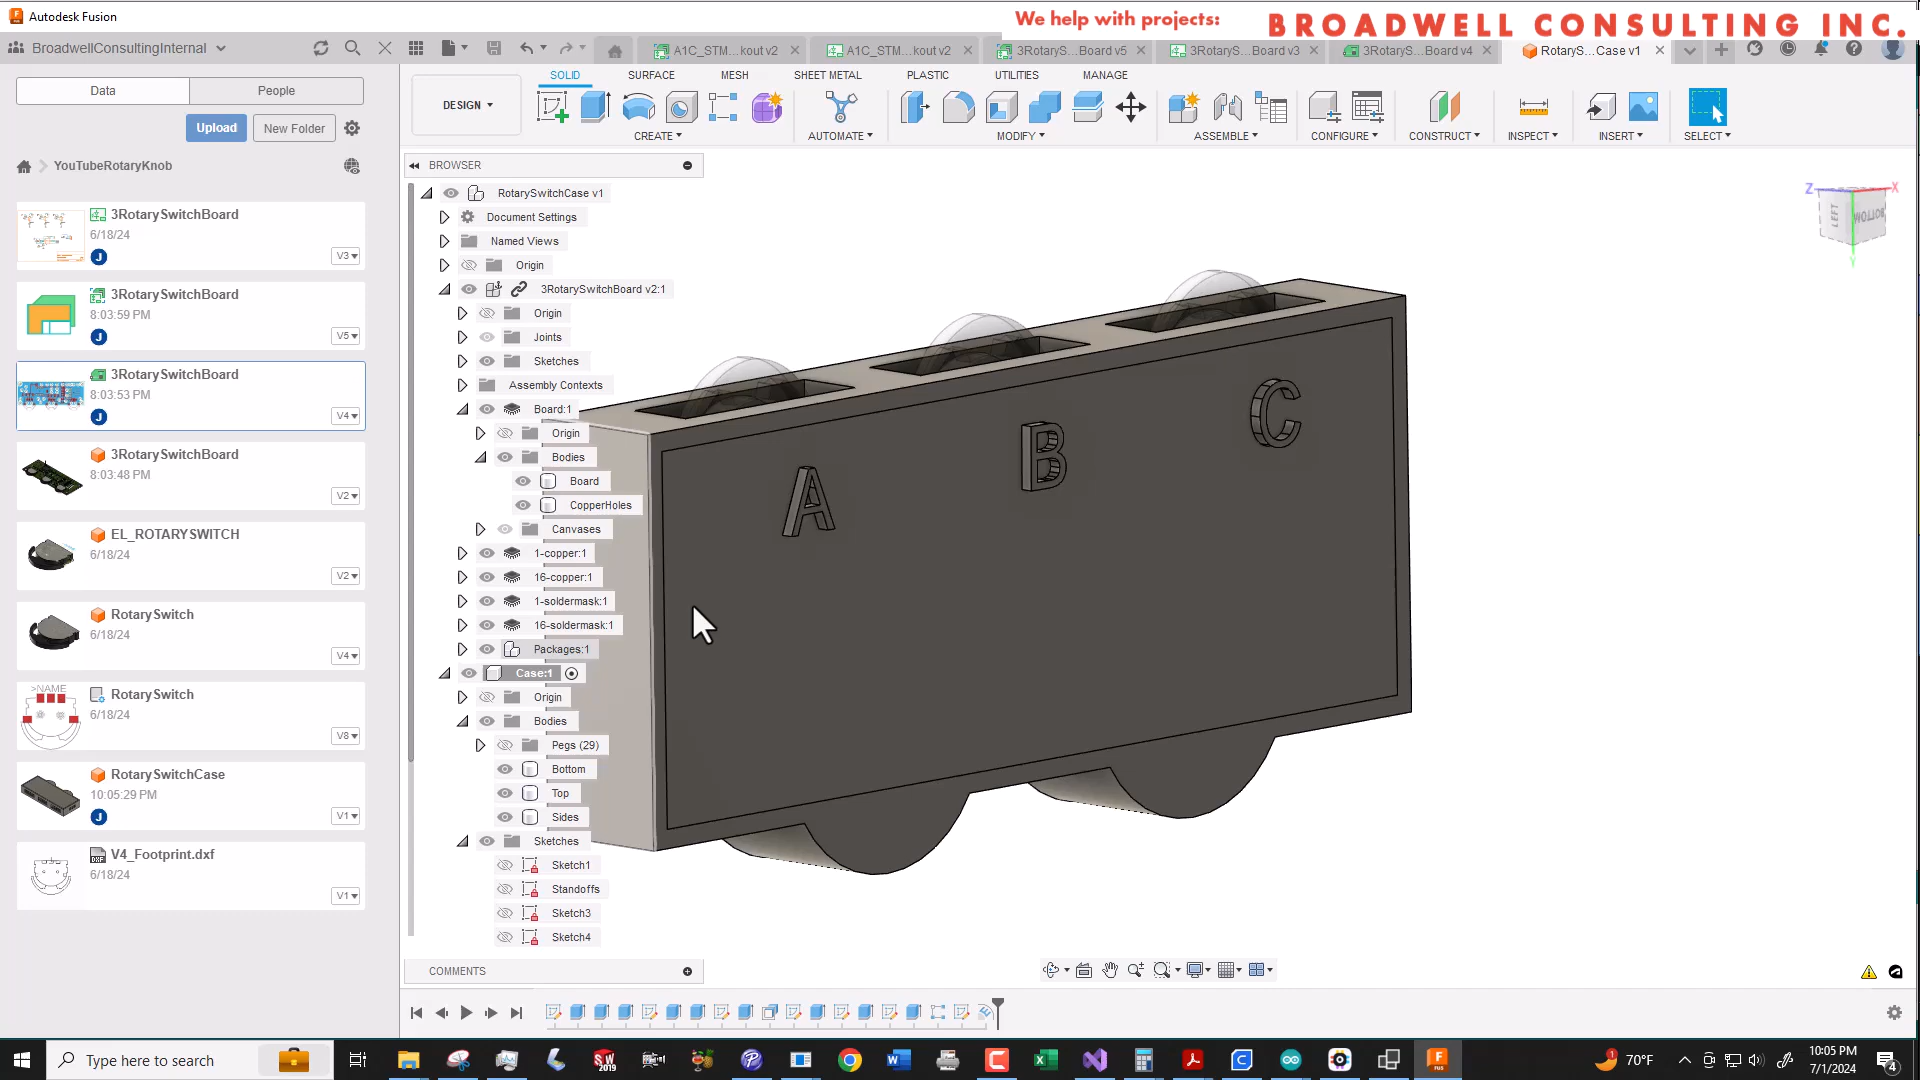 Autodesk Fusion
We help with projects:
BROADWELL CONSULTING INC.
BroadwellConsultingInternal
A1C_STM...kout v2
A1C_STM...kout v2
3RotaryS...Board v5
3RotaryS...Board v3
3RotaryS...Board v4
RotaryS...Case v1
Data
People
Upload
New Folder
YouTubeRotaryKnob
3RotarySwitchBoard
6/18/24
J
V3
3RotarySwitchBoard
8:03:59 PM
J
V5
3RotarySwitchBoard
8:03:53 PM
J
V4
3RotarySwitchBoard
8:03:48 PM
V2
EL_ROTARYSWITCH
6/18/24
V2
RotarySwitch
6/18/24
V4
>NAME
RotarySwitch
6/18/24
V8
RotarySwitchCase
10:05:29 PM
J
V1
DXF
V4_Footprint.dxf
6/18/24
V1
DESIGN
SOLID
SURFACE
MESH
SHEET METAL
PLASTIC
UTILITIES
MANAGE
CREATE
AUTOMATE
MODIFY
ASSEMBLE
CONFIGURE
CONSTRUCT
INSPECT
INSERT
SELECT
BROWSER
RotarySwitchCase v1
Document Settings
Named Views
Origin
3RotarySwitchBoard v2:1
Origin
Joints
Sketches
Assembly Contexts
Board:1
Origin
Bodies
Board
CopperHoles
Canvases
1-copper:1
16-copper:1
1-soldermask:1
16-soldermask:1
Packages:1
Case:1
Origin
Bodies
Pegs (29)
Bottom
Top
Sides
Sketches
Sketch1
Standoffs
Sketch3
Sketch4
A
B
C
Z
X
Y
LEFT
BOTTOM
COMMENTS
Type here to search
SW
2019
70°F
10:05 PM
7/1/2024
4